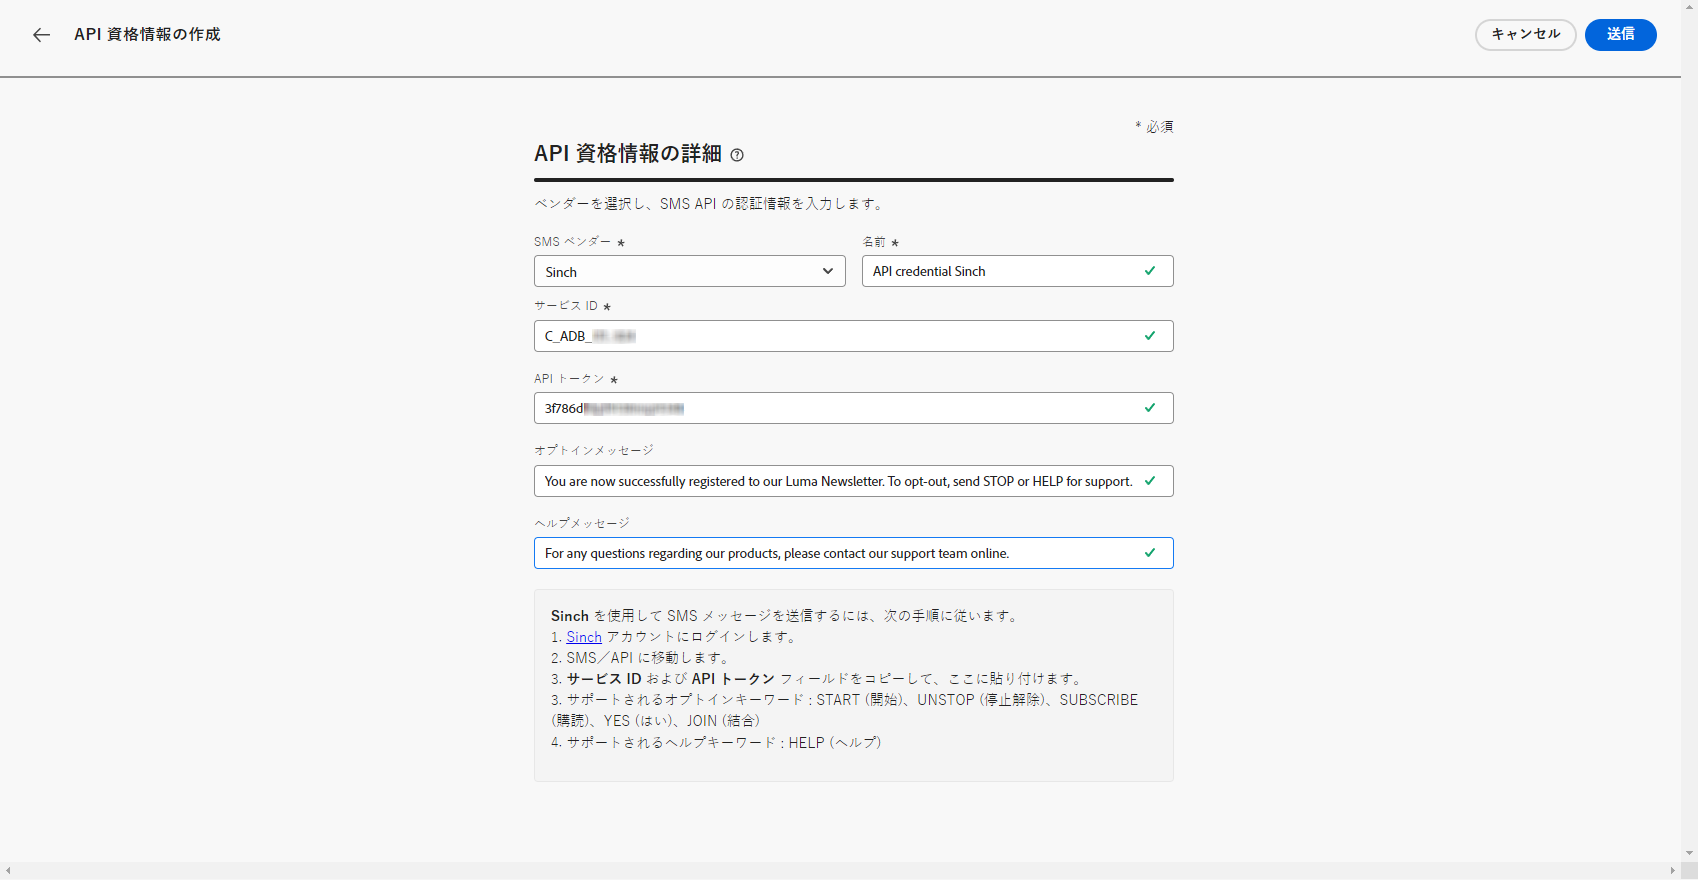 API 資格情報の作成
キャンセル
送信
* 必須
API 資格情報の詳細
ベンダーを選択し、SMS API の認証情報を入力します。
SMS ベンダー *
名前 *
Sinch
API credential Sinch
サービス ID *
C_ADB_
API トークン *
3f786d
オプトインメッセージ
You are now successfully registered to our Luma Newsletter. To opt-out, send STOP or HELP for support.
ヘルプメッセージ
For any questions regarding our products, please contact our support team online.
Sinch を使用して SMS メッセージを送信するには、次の手順に従います。
1. Sinch アカウントにログインします。
2. SMS／API に移動します。
3. サービス ID および API トークン フィールドをコピーして、ここに貼り付けます。
3. サポートされるオプトインキーワード : START (開始)、UNSTOP (停止解除)、SUBSCRIBE
(購読)、YES (はい)、JOIN (結合)
4. サポートされるヘルプキーワード : HELP (ヘルプ)